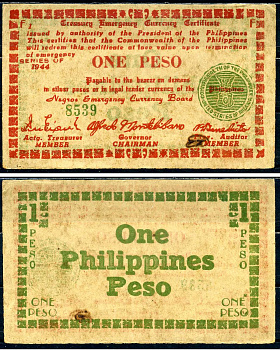 Treasury Emergency Currency Certificate
Issued by authority of the President of the Philippines
This certifies that the Commonwealth of the Philippines
will redeem this certificate at face value upon termination
of emergency
SERIES OF
1944
ONE PESO
Payable to the bearer on demand
in other pesos or in legal tender currency of the
Negros Emergency Currency Board
Philippines
8539
Actg. Treasurer
MEMBER
Governor
CHAIRMAN
Auditor
MEMBER
1
1
PESO
PESO
One
Philippines
Peso
ONE
PESO
ONE
PESO